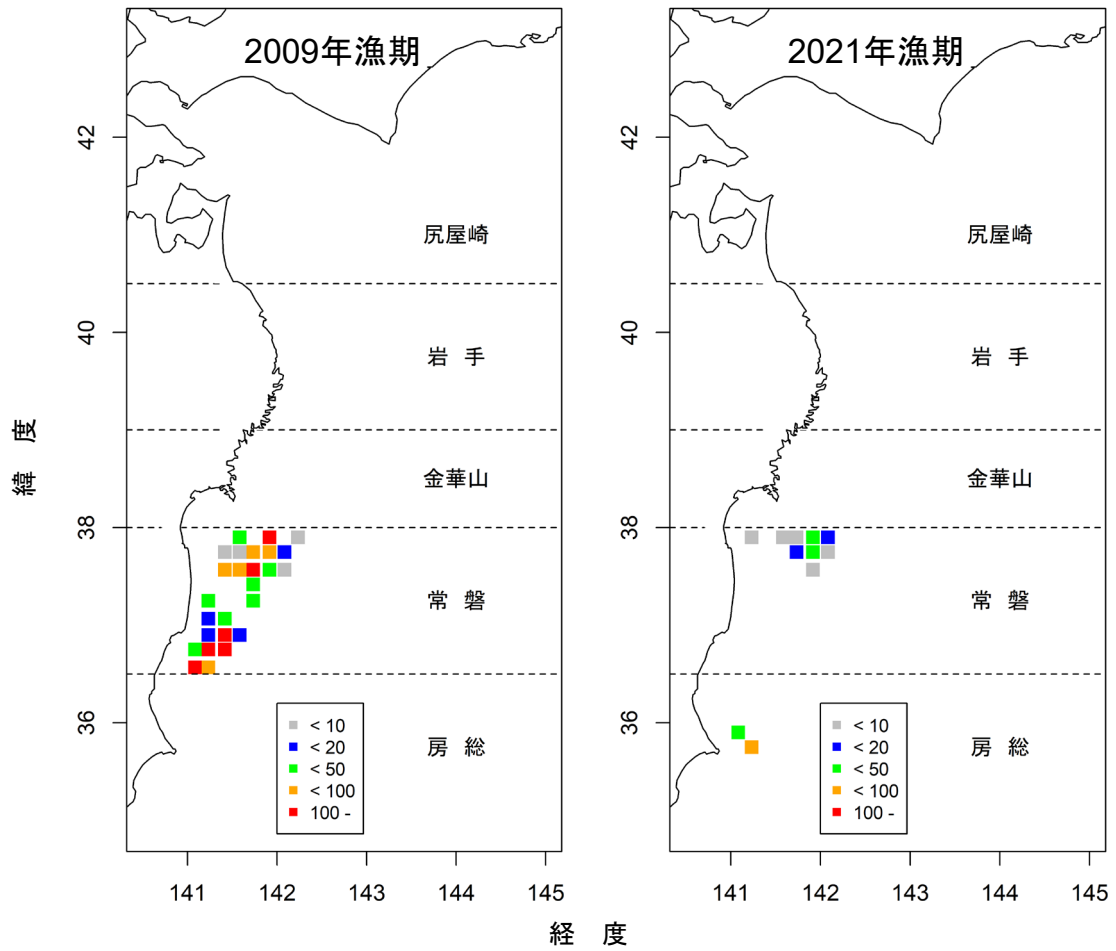 2009年漁期
2021年漁期
42
40
38
36
緯 度
尻屋崎
岩 手
金華山
常 磐
房 総
< 10
< 20
< 50
< 100
100 -
141
142
143
144
145
42
40
38
36
尻屋崎
岩 手
金華山
常 磐
房 総
< 10
< 20
< 50
< 100
100 -
141
142
143
144
145
経 度